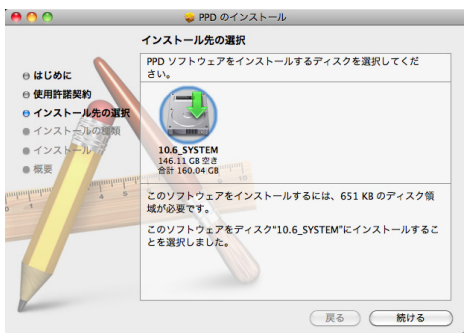 PPD のインストール
インストール先の選択
はじめに
使用許諾契約
インストール先の選択
インストールの種類
インストール
概要
PPD ソフトウェアをインストールするディスクを選択してくだ
さい。
10.6_SYSTEM
146.11 GB 空き
合計 160.04 GB
このソフトウェアをインストールするには、651 KB のディスク領
域が必要です。
このソフトウェアをディスク“10.6_SYSTEM”にインストールするこ
とを選択しました。
戻る
続ける